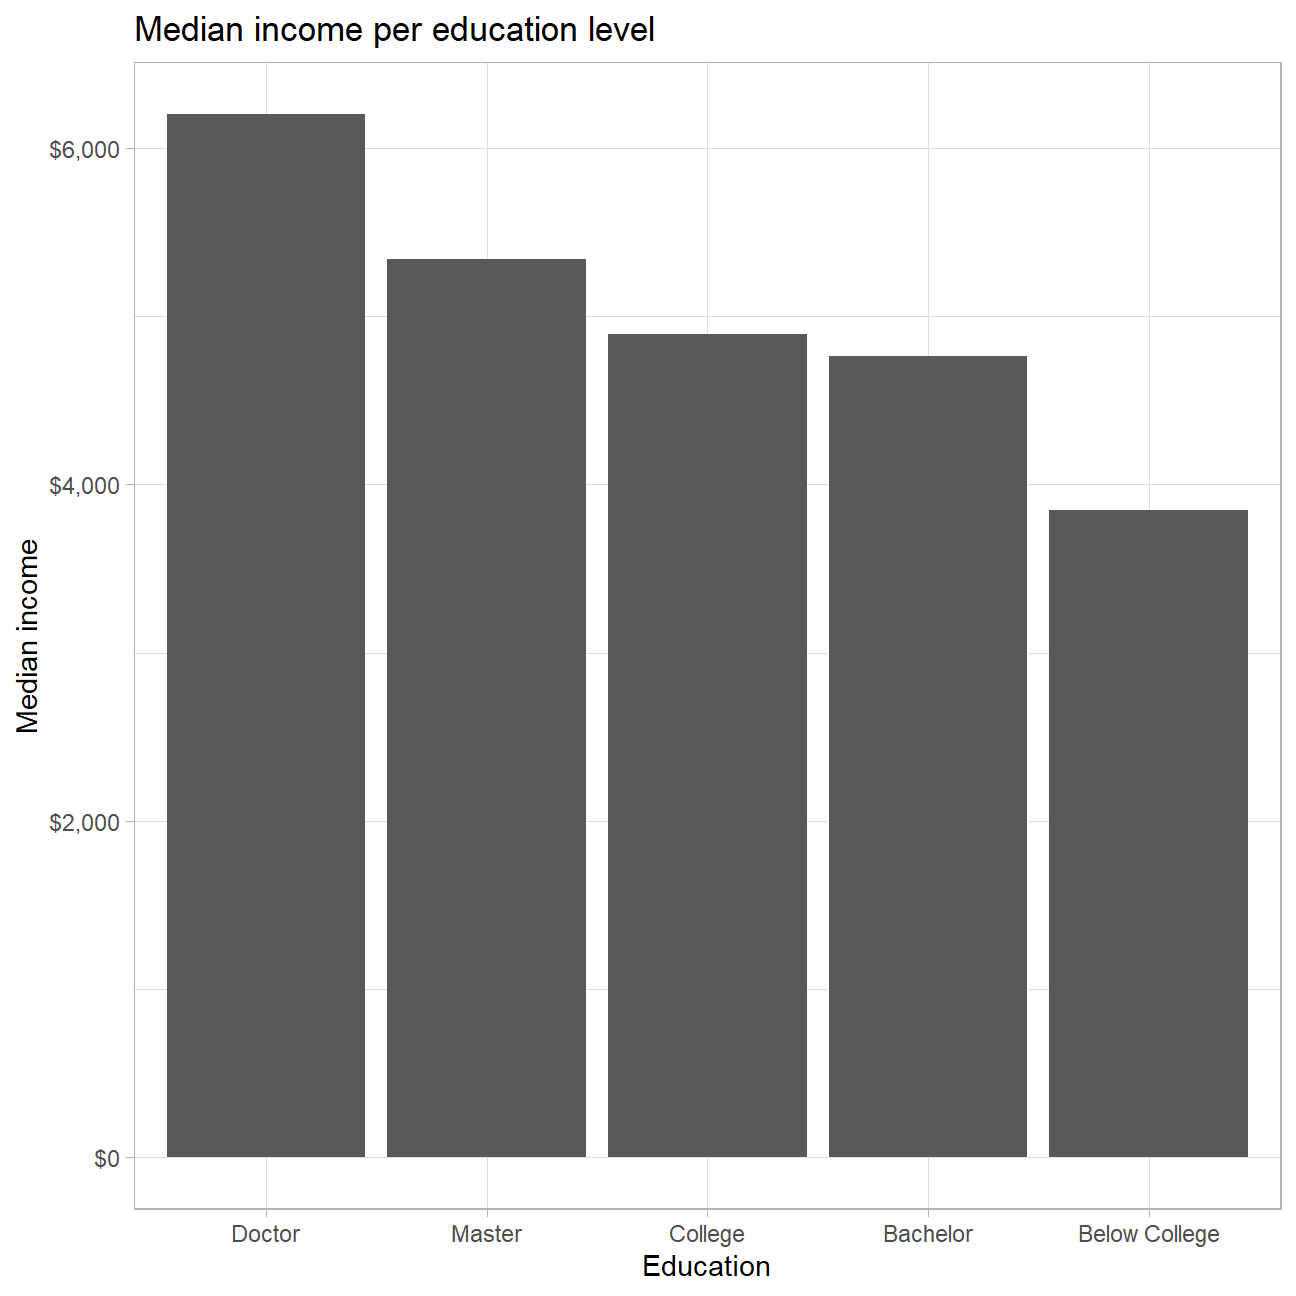 Median income per education level
$6,000
$4,000
$2,000
$0
Median income
Doctor
Master
College
Bachelor
Below College
Education